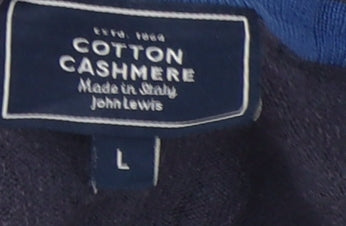 ESTD. 1864
COTTON
CASHMERE
Made in Italy
John Lewis
L